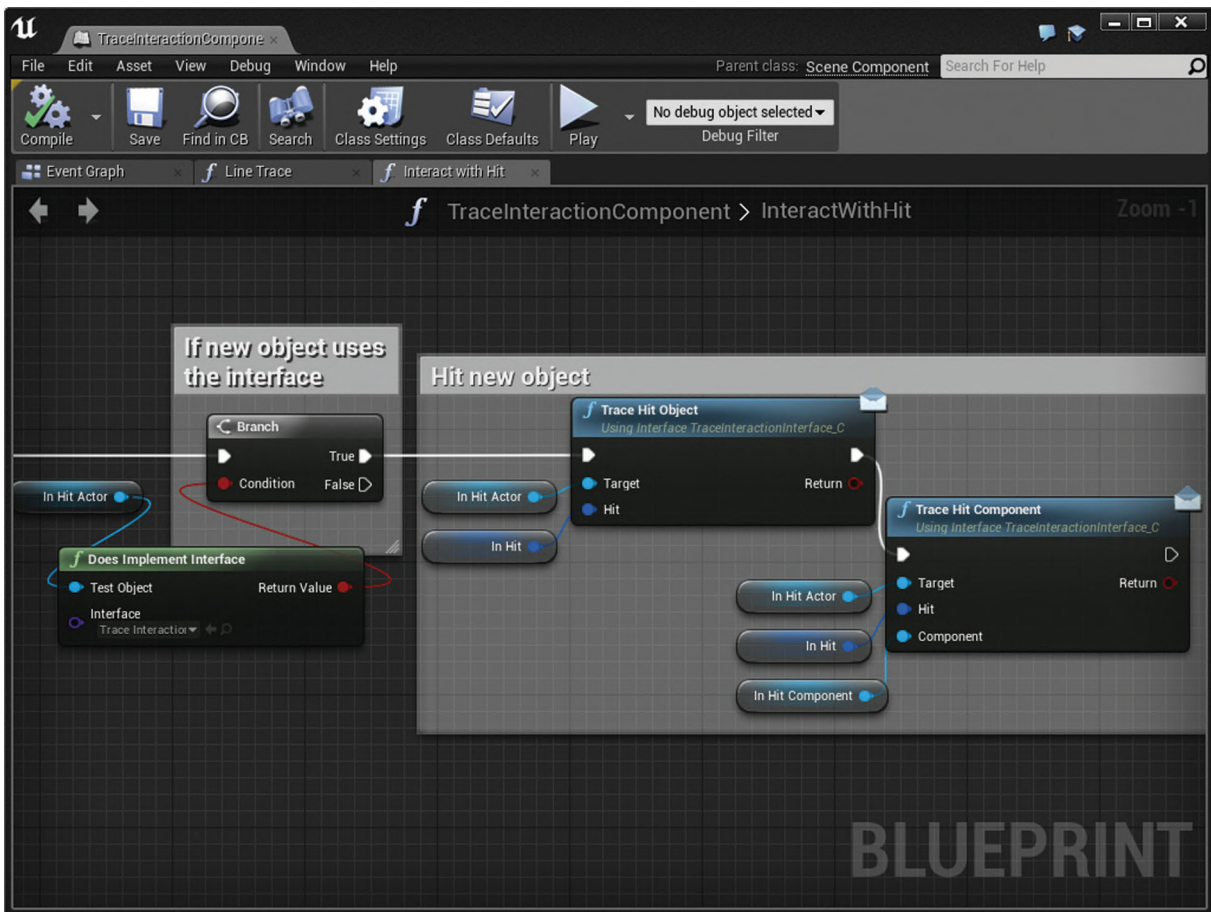 TraceInteractionCompone
File Edit Asset View Debug Window Help
Parent class: Scene Component
Search For Help
Compile Save Find in CB Search Class Settings Class Defaults Play
No debug object selected
Debug Filter
Event Graph
Line Trace
Interact with Hit
TraceInteractionComponent > InteractWithHit
Zoom -1
If new object uses
the interface
Branch
True
Condition
False
In Hit Actor
Does Implement Interface
Test Object
Return Value
Interface
Trace Interaction
Hit new object
Trace Hit Object
Using Interface TraceInteractionInterface_C
Target
Return
Hit
In Hit Actor
In Hit
Trace Hit Component
Using Interface TraceInteractionInterface_C
Target
Return
Hit
Component
In Hit Actor
In Hit
In Hit Component
BLUEPRINT